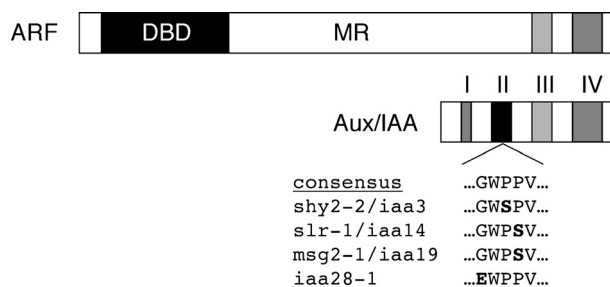 ARF DBD MR
I II III IV
Aux/IAA
consensus ...GWPPV...
shy2-2/iaa3 ...GWSPV...
slr-1/iaa14 ...GWPSV...
msg2-1/iaa19 ...GWPSV...
iaa28-1 ...EWPPV...